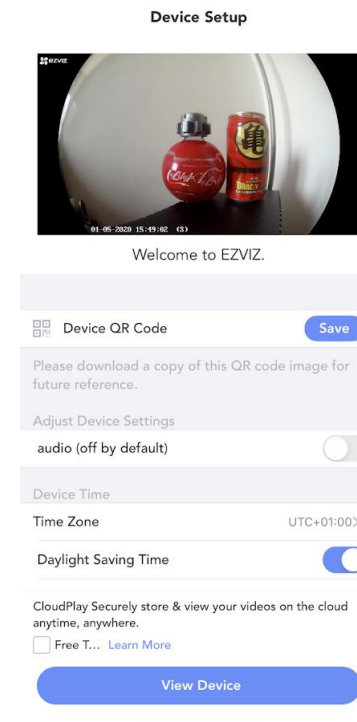 Device Setup
EZVIZ
Coca-Cola
亀
DRAGON
01-05-2020 15:49:02 (3)
Welcome to EZVIZ.
Device QR Code
Save
Please download a copy of this QR code image for
future reference.
Adjust Device Settings
audio (off by default)
Device Time
Time Zone
UTC+01:00
Daylight Saving Time
CloudPlay Securely store & view your videos on the cloud
anytime, anywhere.
Free T... Learn More
View Device